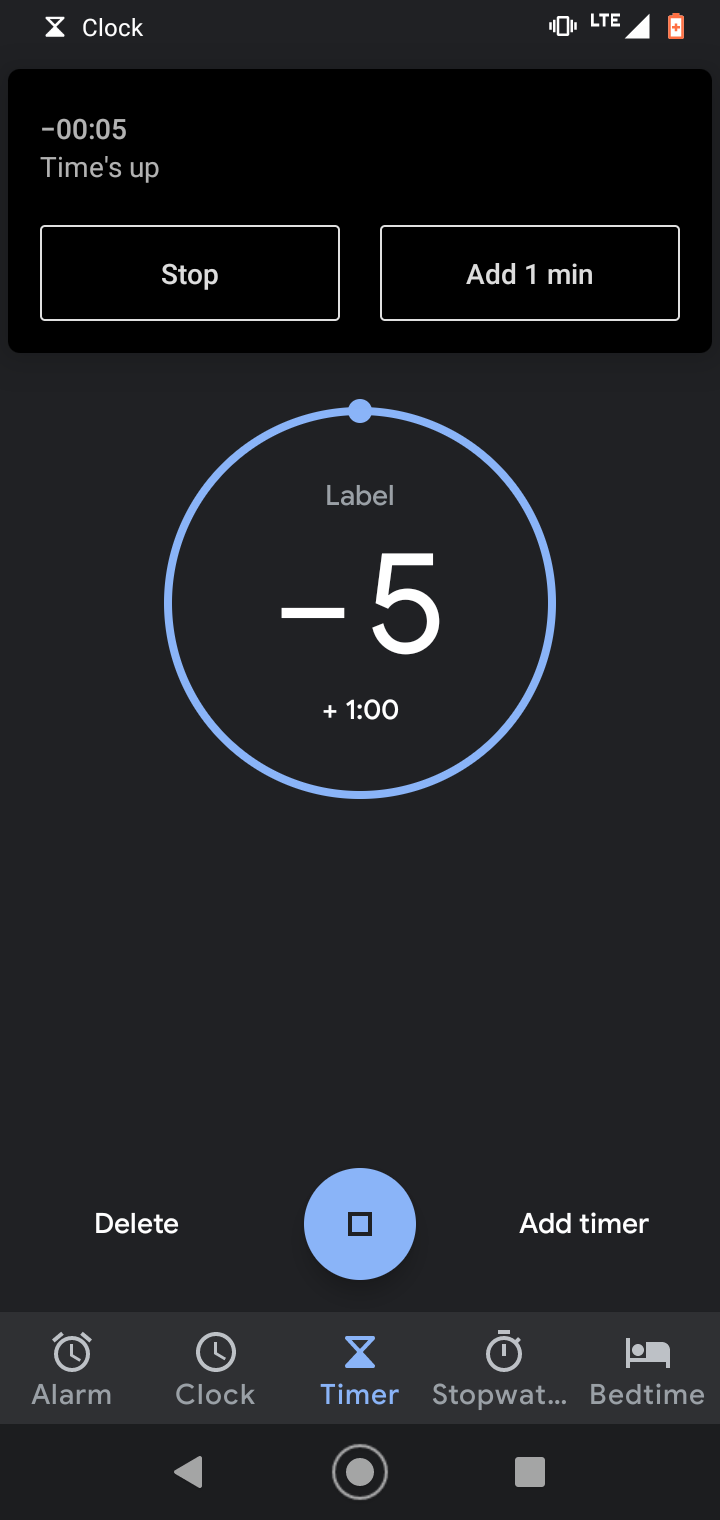 Clock
LTE
−00:05
Time's up
Stop
Add 1 min
Label
−5
+ 1:00
Delete
Add timer
Alarm
Clock
Timer
Stopwat...
Bedtime